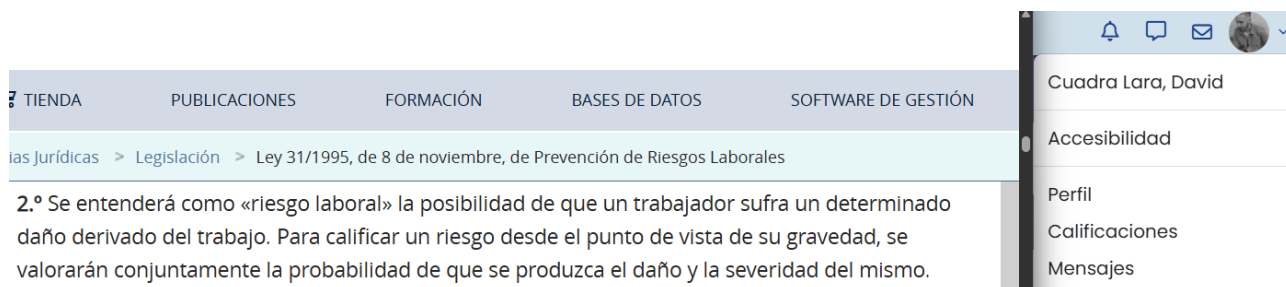 TIENDA PUBLICACIONES FORMACIÓN BASES DE DATOS SOFTWARE DE GESTIÓN
ias Jurídicas > Legislación > Ley 31/1995, de 8 de noviembre, de Prevención de Riesgos Laborales
2.º Se entenderá como «riesgo laboral» la posibilidad de que un trabajador sufra un determinado
daño derivado del trabajo. Para calificar un riesgo desde el punto de vista de su gravedad, se
valorarán conjuntamente la probabilidad de que se produzca el daño y la severidad del mismo.
Cuadra Lara, David
Accesibilidad
Perfil
Calificaciones
Mensajes